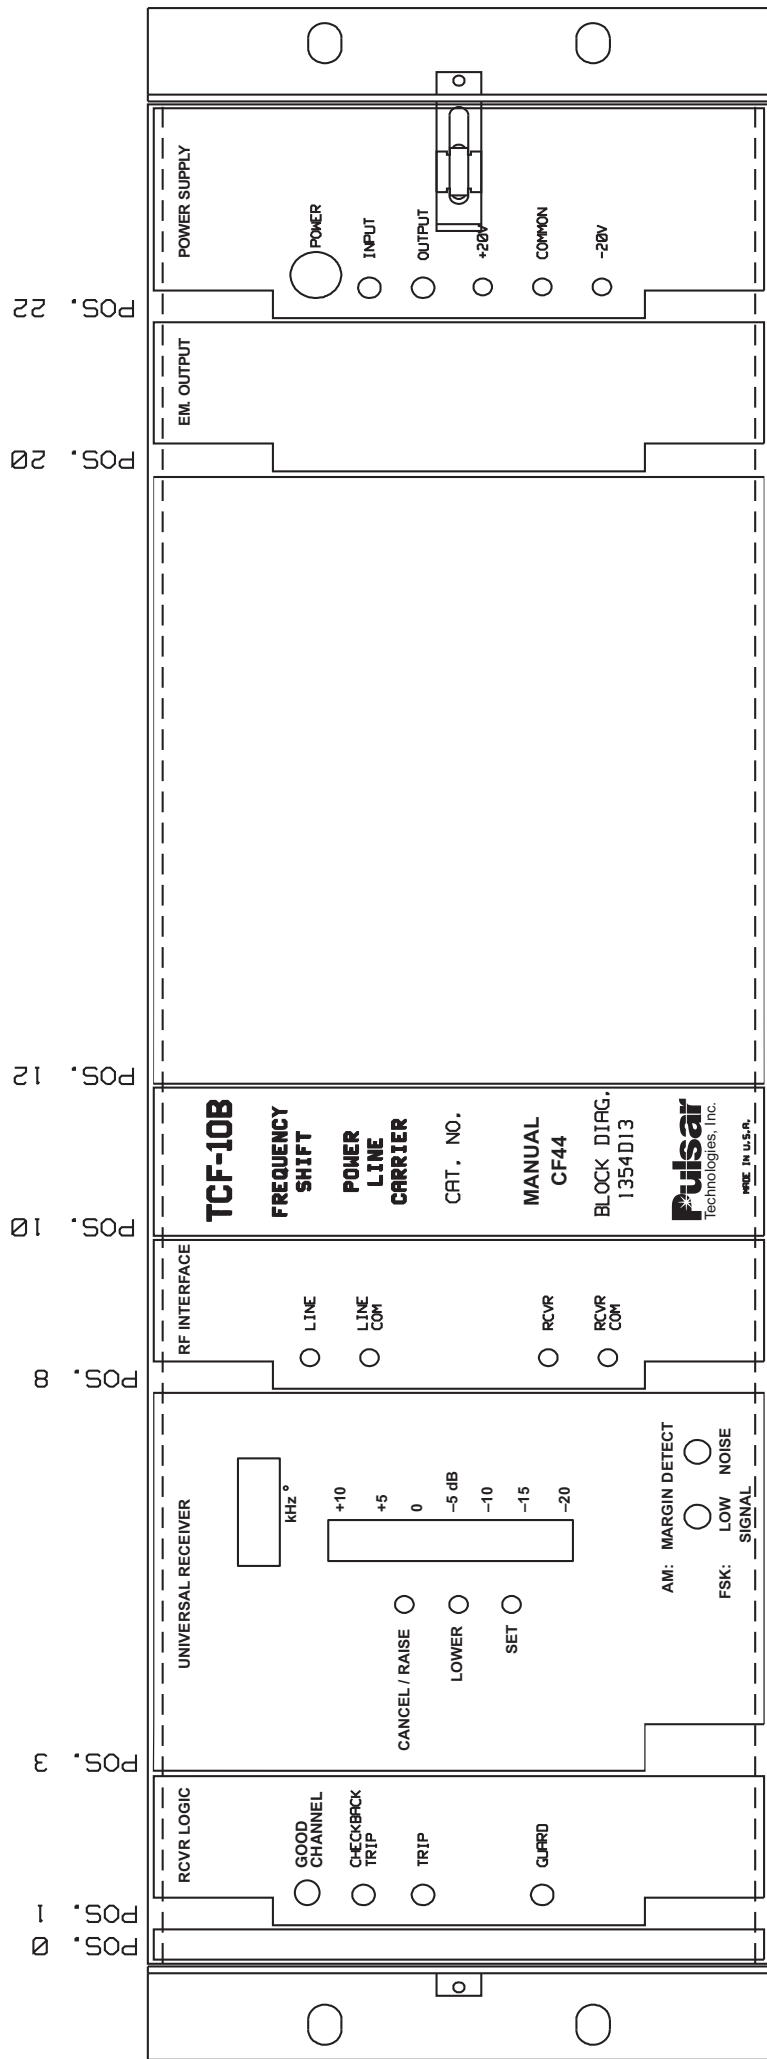 POWER SUPPLY
POWER
INPUT
OUTPUT
+20V
COMMON
-20V
POS. 22
EM. OUTPUT
POS. 20
POS. 12
TCF-10B
FREQUENCY
SHIFT
POWER
LINE
CARRIER
CAT. NO.
MANUAL
CF44
BLOCK DIAG.
1354D13
Pulsar
Technologies, Inc.
MADE IN U.S.A.
POS. 10
RF INTERFACE
LINE
LINE
COM
RCVR
RCVR
COM
POS. 8
UNIVERSAL RECEIVER
kHz °
+10
+5
0
–5 dB
–10
–15
–20
CANCEL / RAISE
LOWER
SET
AM: MARGIN DETECT
FSK: LOW NOISE
SIGNAL
POS. 3
RCVR LOGIC
GOOD
CHANNEL
CHECKBACK
TRIP
TRIP
GUARD
POS. 1
POS. 0